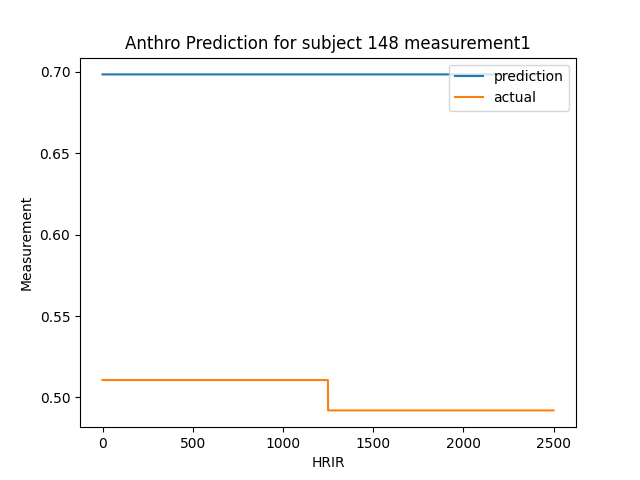 Anthro Prediction for subject 148 measurement1
prediction
actual
0.70
0.65
0.60
0.55
0.50
Measurement
0
500
1000
1500
2000
2500
HRIR